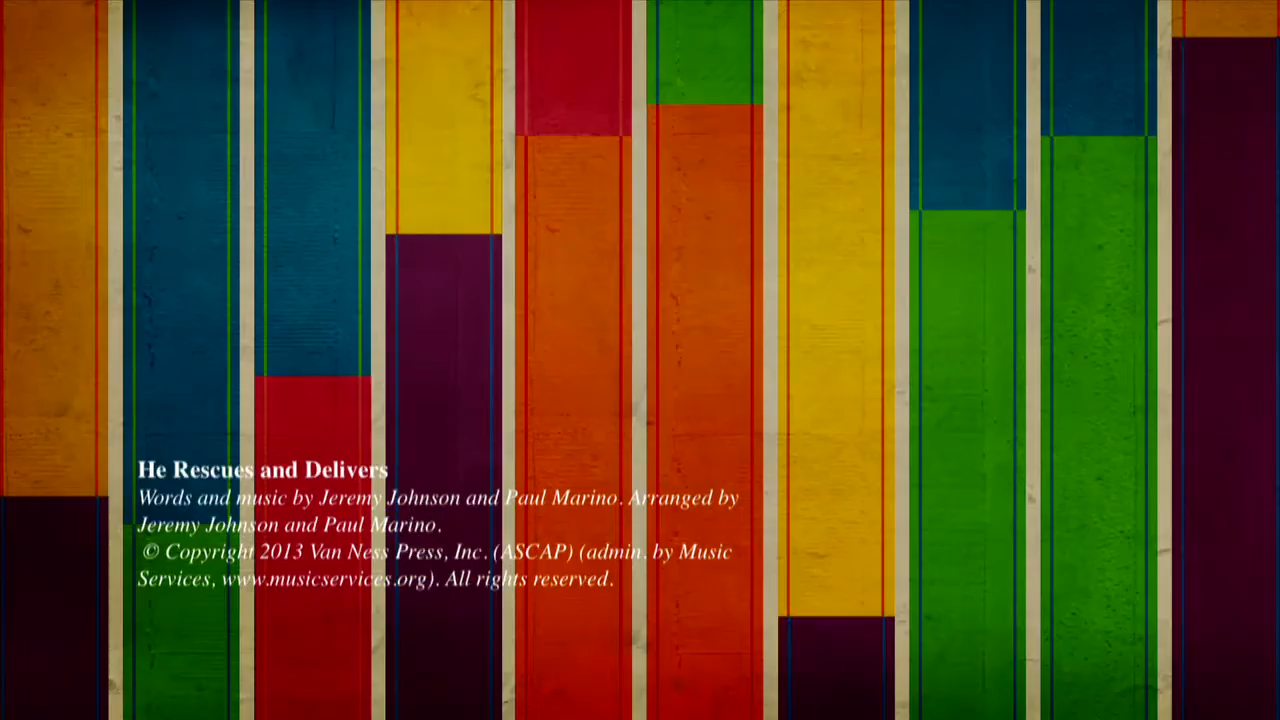 He Rescues and Delivers
Words and music by Jeremy Johnson and Paul Marino. Arranged by
Jeremy Johnson and Paul Marino.
© Copyright 2013 Van Ness Press, Inc. (ASCAP) (admin. by Music
Services, www.musicservices.org). All rights reserved.